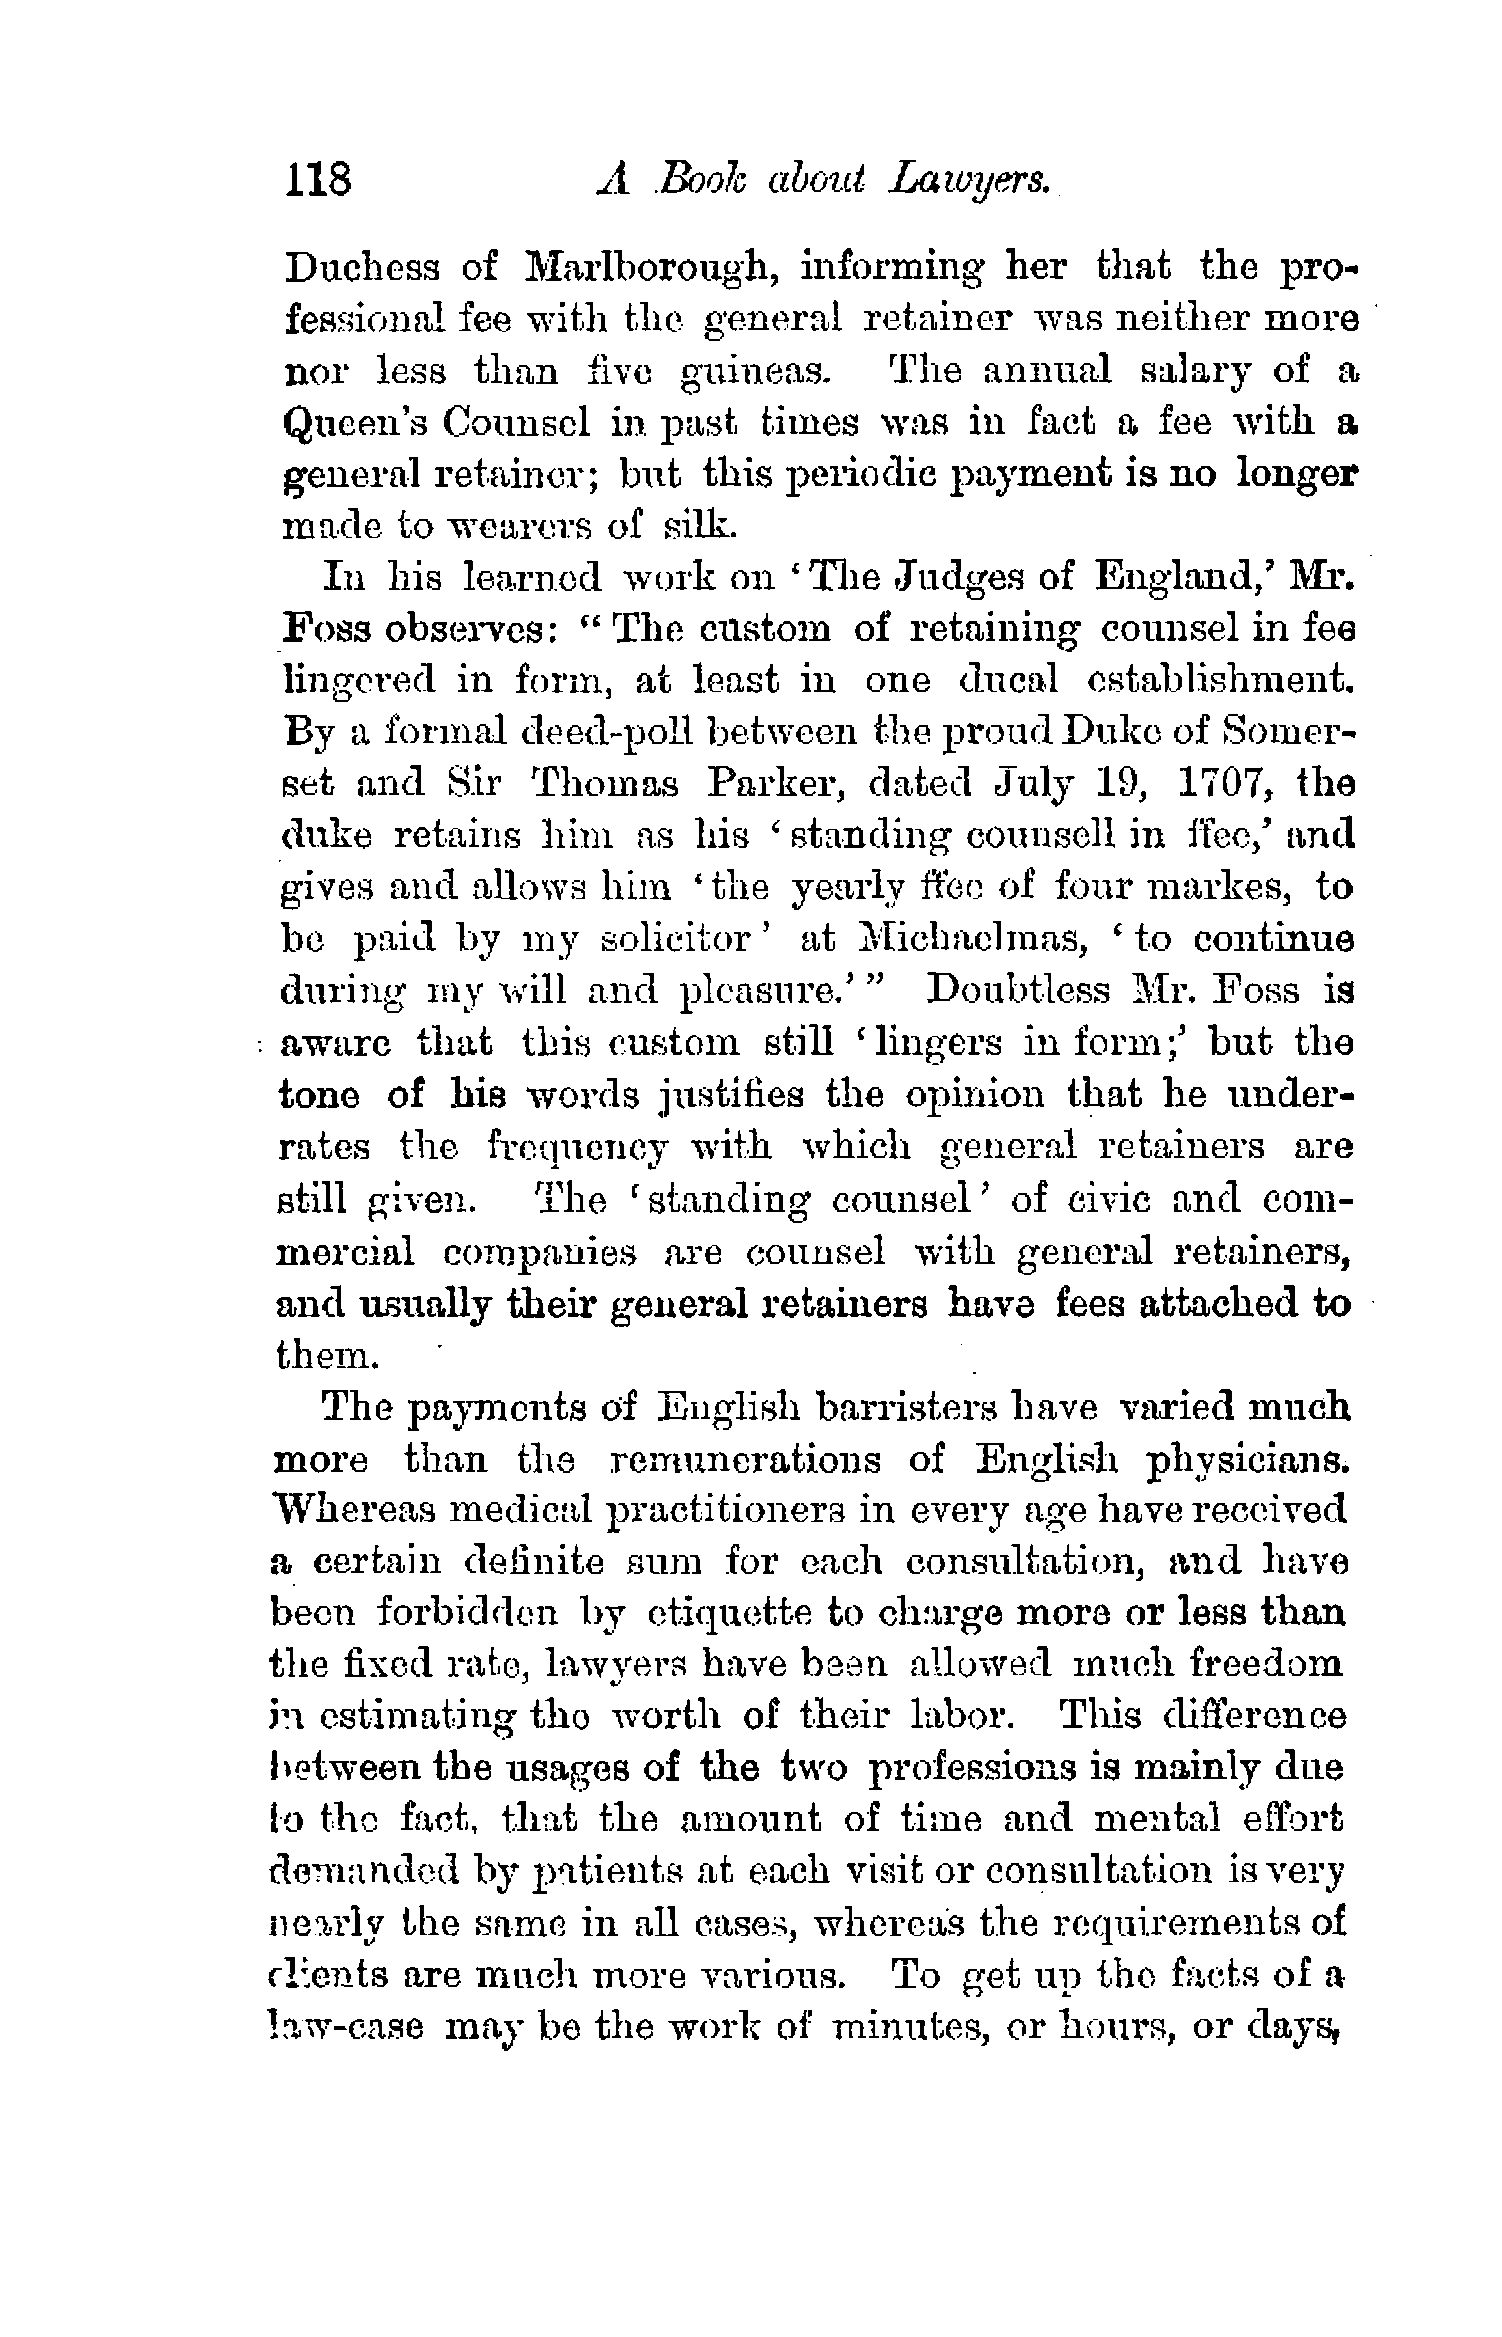 118 A Book about Lawyers.
Duchess of Marlborough, informing her that the pro-
fessional fee with the general retainer was neither more
nor less than five guineas. The annual salary of a
Queen's Counsel in past times was in fact a fee with a
general retainer; but this periodic payment is no longer
made to wearers of silk.
In his learned work on ‘The Judges of England,’ Mr.
Foss observes: “The custom of retaining counsel in fee
lingered in form, at least in one ducal establishment.
By a formal deed-poll between the proud Duke of Somer-
set and Sir Thomas Parker, dated July 19, 1707, the
duke retains him as his ‘standing counsell in ffee,’ and
gives and allows him ‘the yearly ffee of four markes, to
be paid by my solicitor’ at Michaelmas, ‘to continue
during my will and pleasure.’” Doubtless Mr. Foss is
aware that this custom still ‘lingers in form;’ but the
tone of his words justifies the opinion that he under-
rates the frequency with which general retainers are
still given. The ‘standing counsel’ of civic and com-
mercial companies are counsel with general retainers,
and usually their general retainers have fees attached to
them.
The payments of English barristers have varied much
more than the remunerations of English physicians.
Whereas medical practitioners in every age have received
a certain definite sum for each consultation, and have
been forbidden by etiquette to charge more or less than
the fixed rate, lawyers have been allowed much freedom
in estimating the worth of their labor. This difference
between the usages of the two professions is mainly due
to the fact, that the amount of time and mental effort
demanded by patients at each visit or consultation is very
nearly the same in all cases, whereas the requirements of
clients are much more various. To get up the facts of a
law-case may be the work of minutes, or hours, or days,